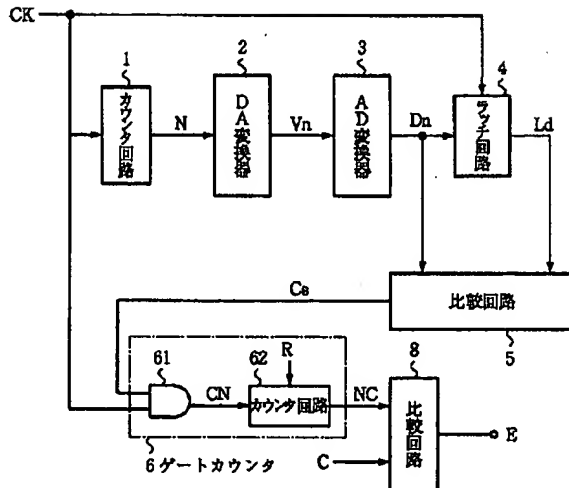 CK
1
2
3
4
カウンタ回路
N
DA変換器
Vn
AD変換器
Dn
ラッチ回路
Ld
Cs
比較回路
5
61
62
R
8
CN
カウンタ回路
NC
比較回路
E
C
6ゲートカウンタ